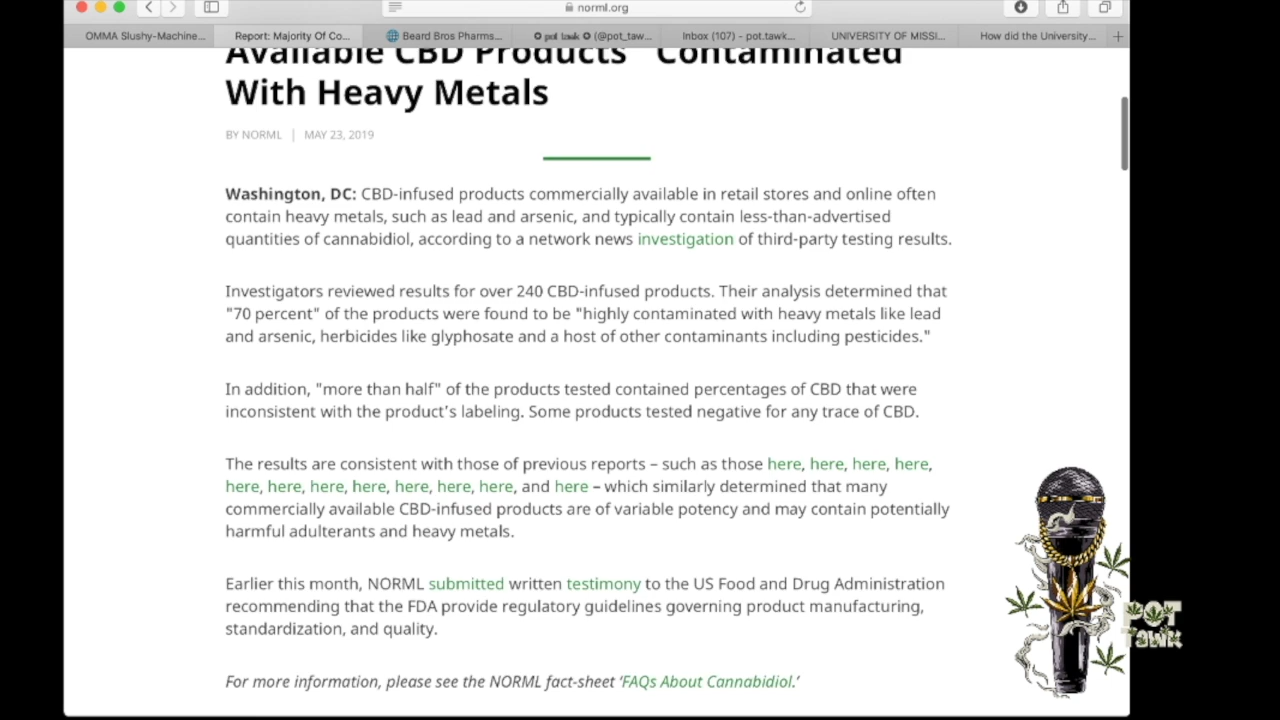 norml.org
OMMA Slushy-Machine...
Report: Majority Of Co...
Beard Bros Pharms...
✪ pot tawk ✪ (@pot_taw...
Inbox (107) - pot.tawk...
UNIVERSITY OF MISSI...
How did the University...
Available CBD Products "Contaminated
With Heavy Metals
BY NORML | MAY 23, 2019
Washington, DC: CBD-infused products commercially available in retail stores and online often
contain heavy metals, such as lead and arsenic, and typically contain less-than-advertised
quantities of cannabidiol, according to a network news investigation of third-party testing results.
Investigators reviewed results for over 240 CBD-infused products. Their analysis determined that
"70 percent" of the products were found to be "highly contaminated with heavy metals like lead
and arsenic, herbicides like glyphosate and a host of other contaminants including pesticides."
In addition, "more than half" of the products tested contained percentages of CBD that were
inconsistent with the product's labeling. Some products tested negative for any trace of CBD.
The results are consistent with those of previous reports – such as those here, here, here, here,
here, here, here, here, here, here, here, and here – which similarly determined that many
commercially available CBD-infused products are of variable potency and may contain potentially
harmful adulterants and heavy metals.
Earlier this month, NORML submitted written testimony to the US Food and Drug Administration
recommending that the FDA provide regulatory guidelines governing product manufacturing,
standardization, and quality.
For more information, please see the NORML fact-sheet 'FAQs About Cannabidiol.'
POT
TAWK